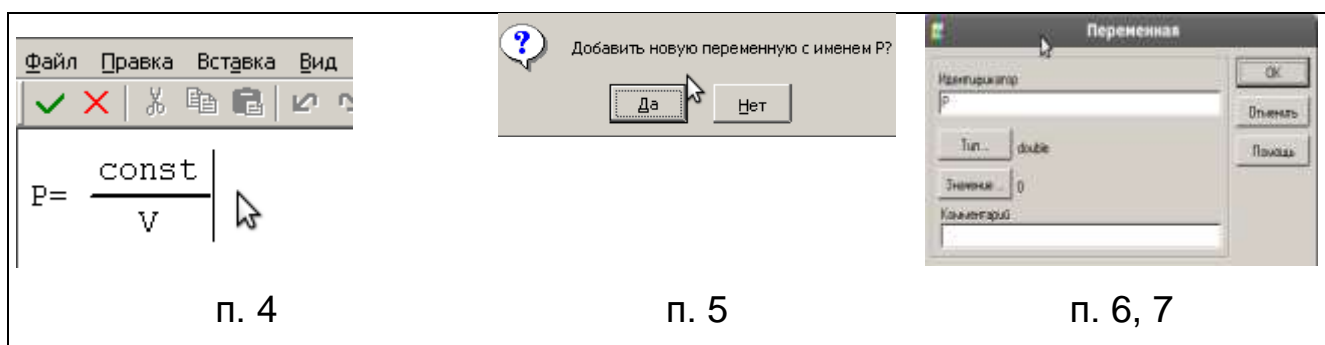 Файл Правка Вставка Вид
P= const
V
Добавить новую переменную с именем P?
Да Нет
Переменная
Идентификатор
P
OK
Отменить
Тип... double
Помощь
Значение... 0
Комментарий
п. 4 п. 5 п. 6, 7